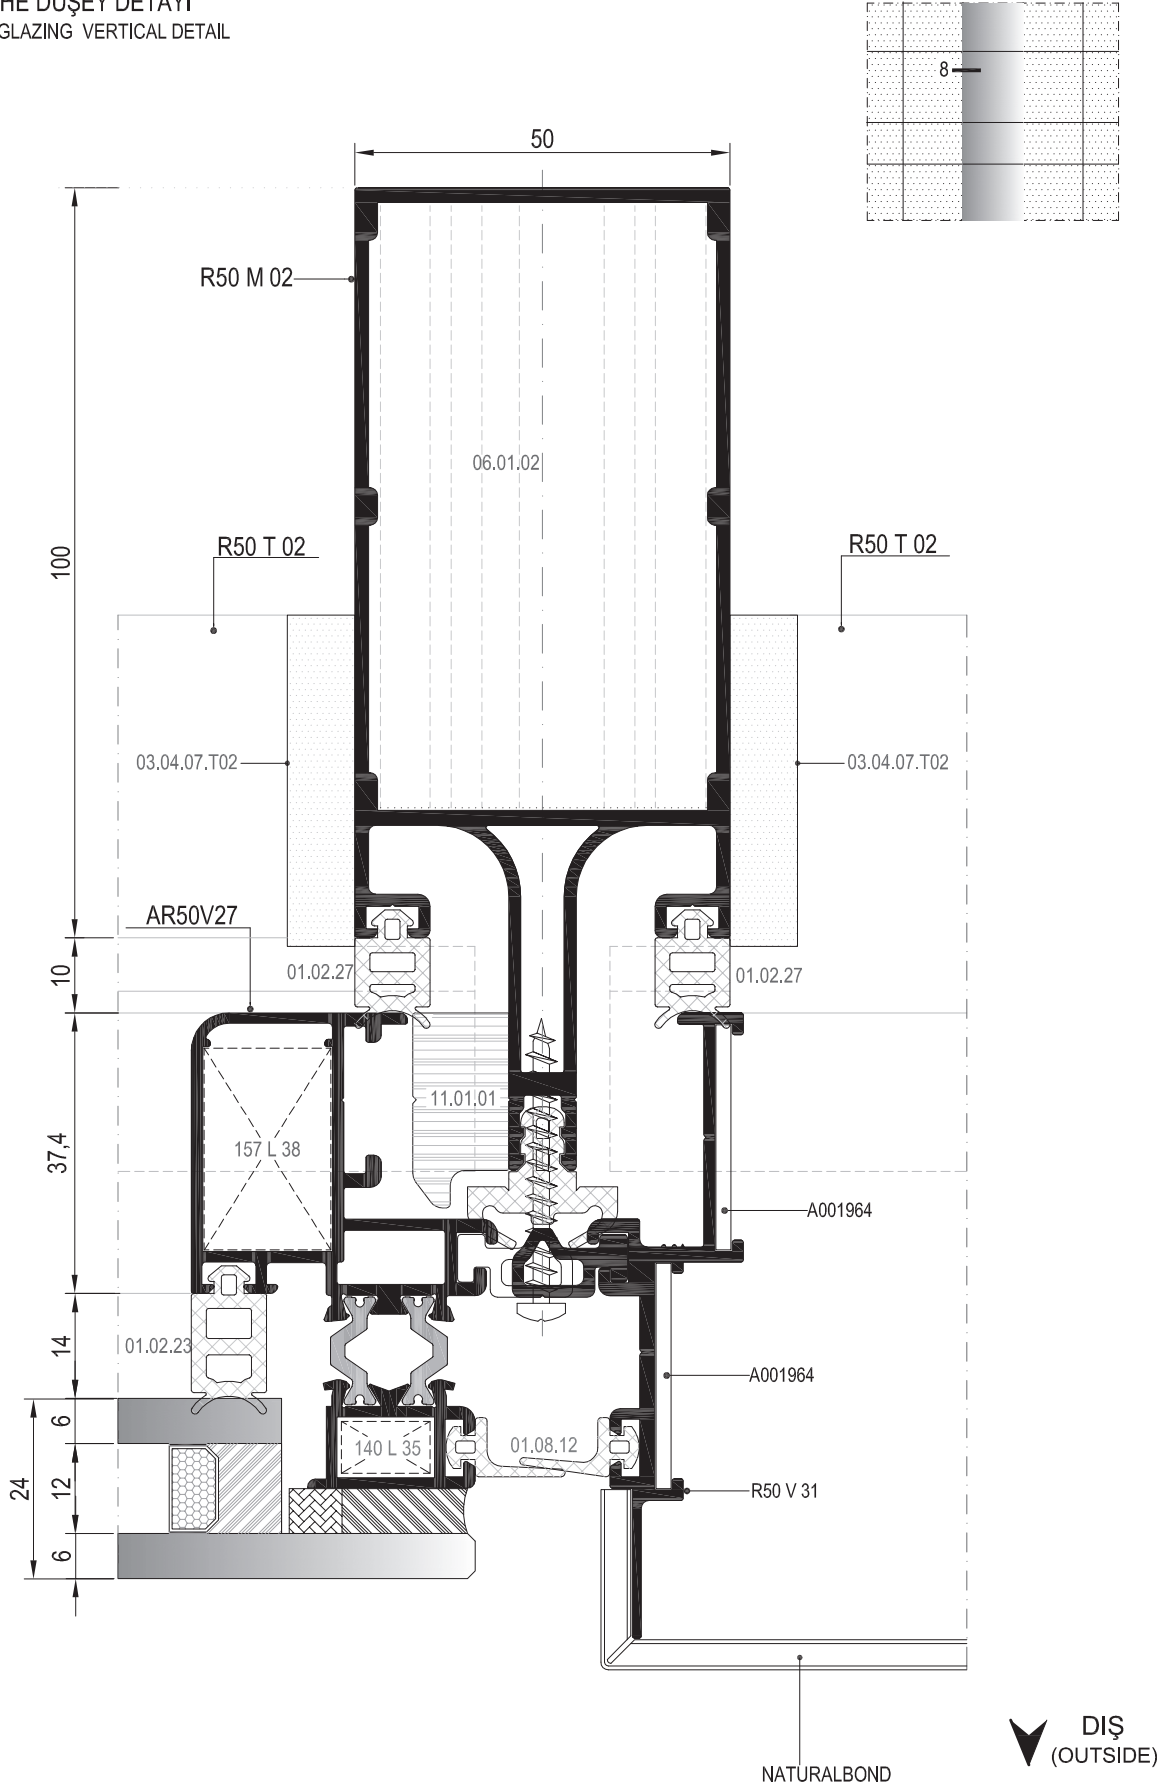 HE DÜŞEY DETAYI
GLAZING VERTICAL DETAIL
8
50
R50 M 02
06.01.02
100
R50 T 02
R50 T 02
03.04.07.T02
03.04.07.T02
AR50V27
10
01.02.27
01.02.27
11.01.01
37,4
157 L 38
A001964
14
01.02.23
A001964
6
140 L 35
01.08.12
24
12
R50 V 31
6
DIŞ
(OUTSIDE)
NATURALBOND